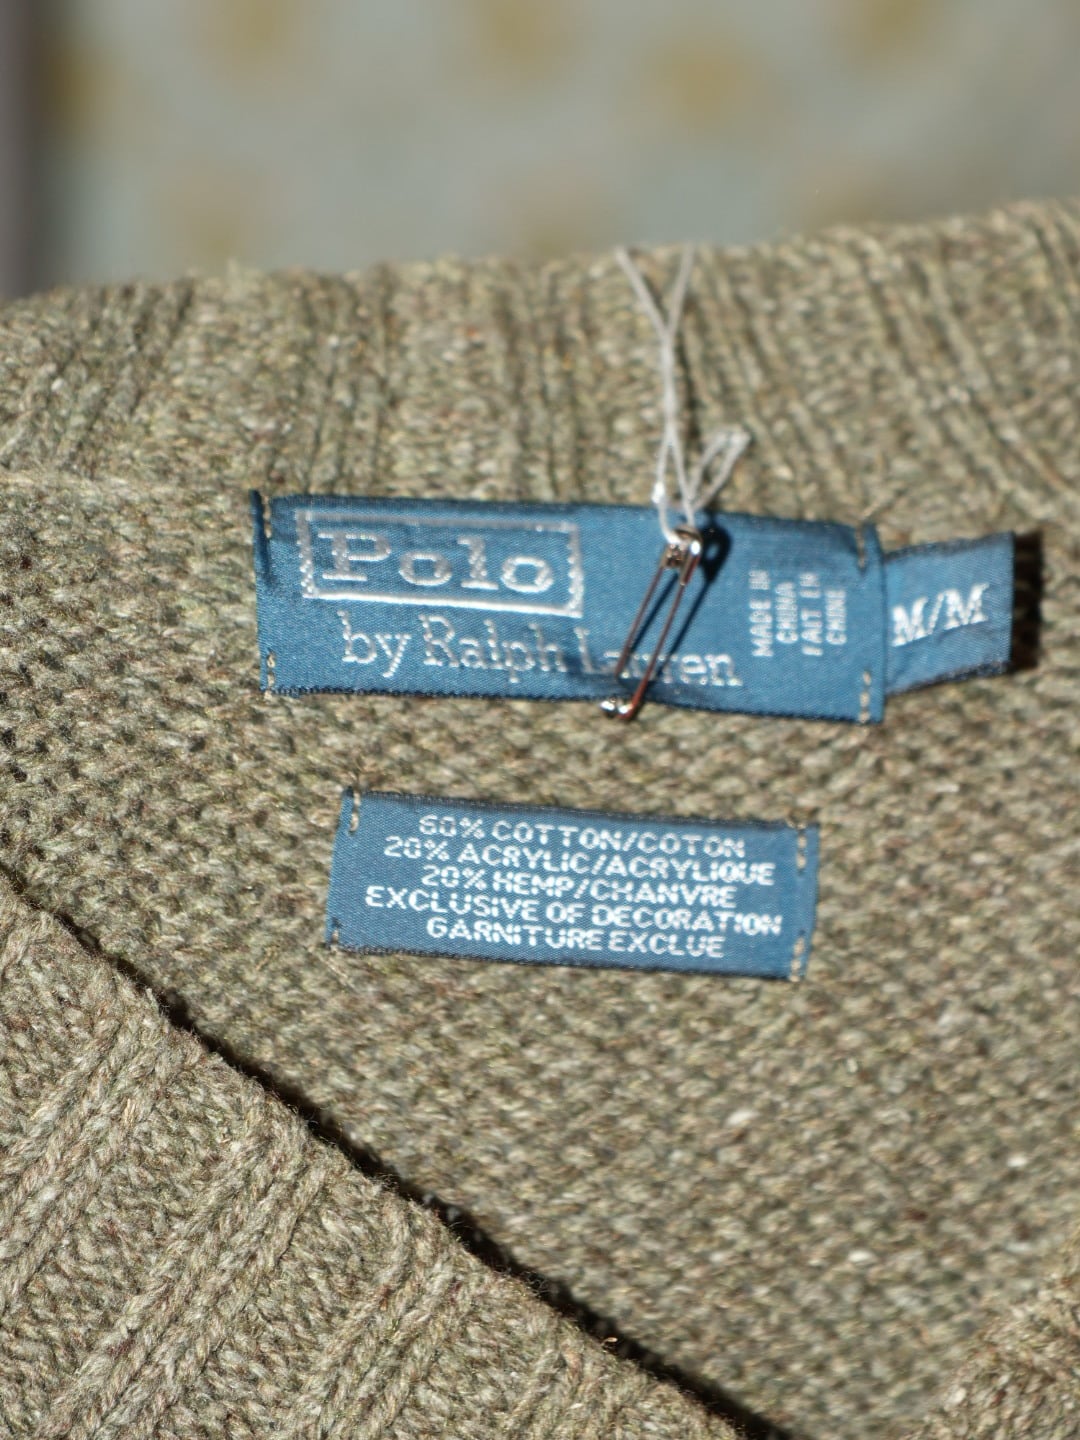 Polo
by Ralph Lauren
MADE IN
CHINA
FAIT EN
CHINE
M/M
60% COTTON/COTON
20% ACRYLIC/ACRYLIQUE
20% HEMP/CHANVRE
EXCLUSIVE OF DECORATION
GARNITURE EXCLUE